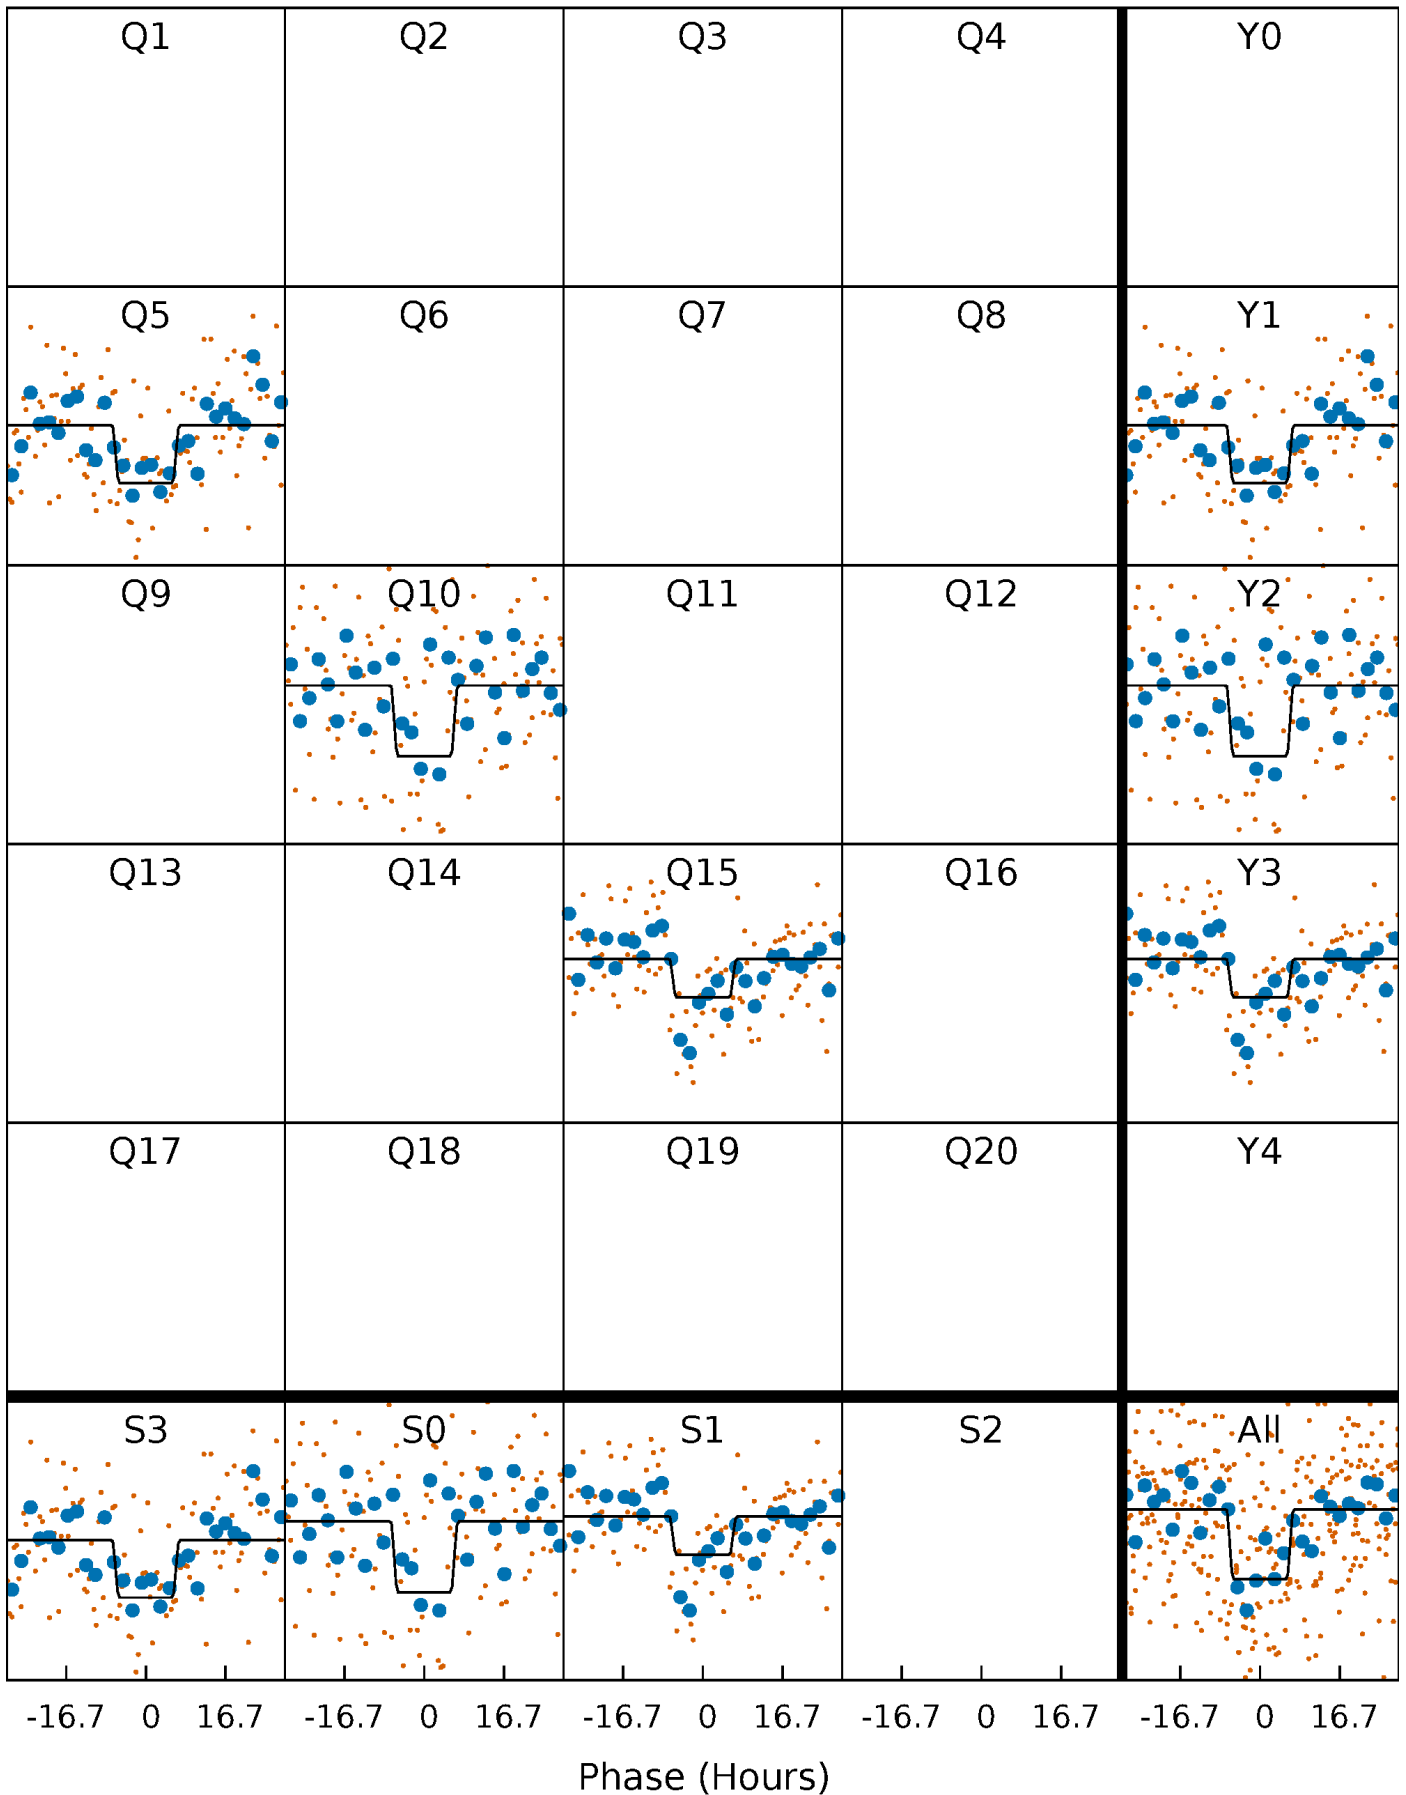 Q1 Q2 Q3 Q4 Y0
Q5 Q6 Q7 Q8 Y1
Q9 Q10 Q11 Q12 Y2
Q13 Q14 Q15 Q16 Y3
Q17 Q18 Q19 Q20 Y4
S3 S0 S1 S2 All
-16.7 0 16.7 -16.7 0 16.7 -16.7 0 16.7 -16.7 0 16.7 -16.7 0 16.7
Phase (Hours)